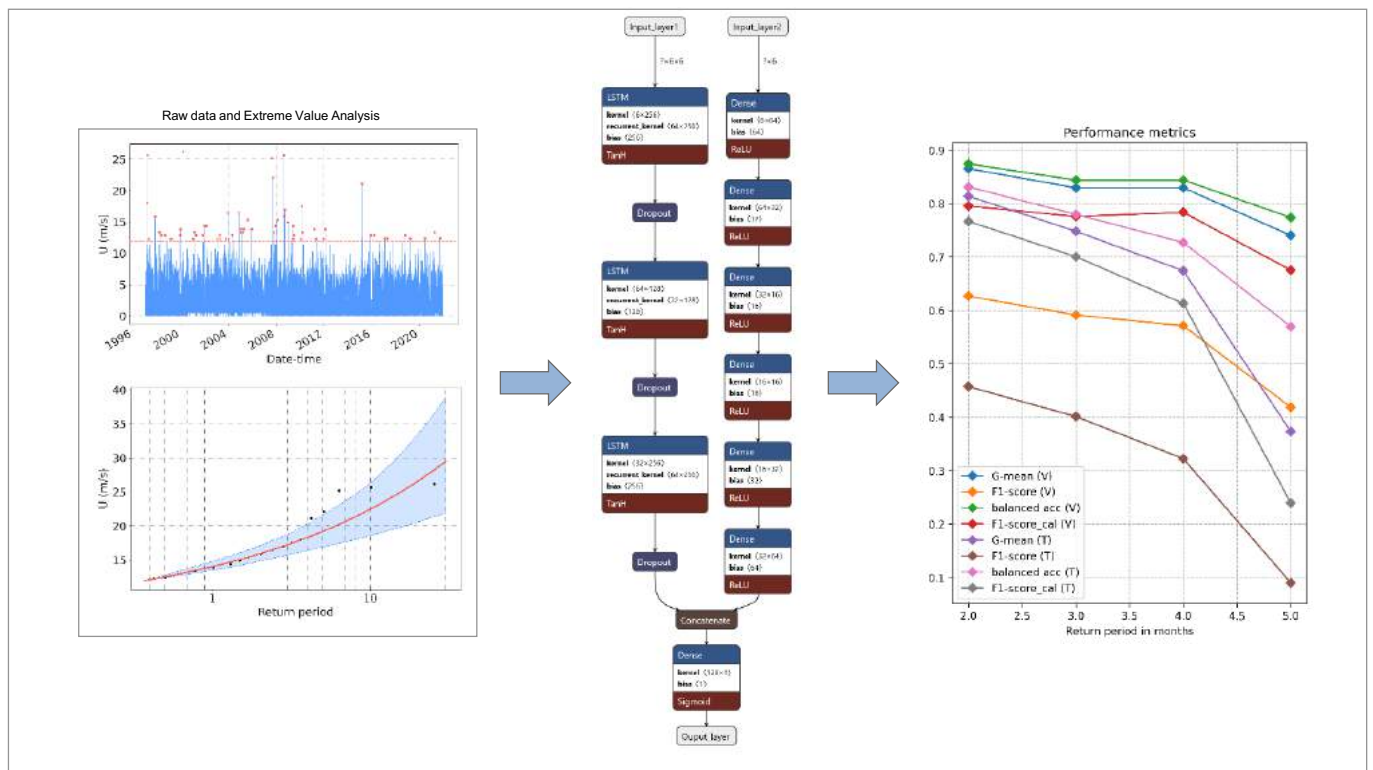 Raw data and Extreme Value Analysis
U (m/s)
25
20
15
10
5
0
1996
2000
2004
2008
2012
2016
2020
Date-time
U (m/s)
40
35
30
25
20
15
1
10
Return period
Input_layer1
?×6×6
LSTM
kernel (6×256)
recurrent_kernel (64×256)
bias (256)
TanH
Dropout
LSTM
kernel (64×128)
recurrent_kernel (32×128)
bias (128)
TanH
Dropout
LSTM
kernel (32×256)
recurrent_kernel (64×256)
bias (256)
TanH
Dropout
Input_layer2
?×6
Dense
kernel (6×64)
bias (64)
ReLU
Dense
kernel (64×32)
bias
ReLU
Dense
kernel (32×16)
bias (16)
ReLU
Dense
kernel (16×16)
bias (16)
ReLU
Dense
kernel (16×32)
bias (32)
ReLU
Dense
kernel (32×64)
bias (64)
ReLU
Concatenate
Dense
kernel (128×1)
bias (1)
Sigmoid
Ouput_layer
Performance metrics
0.9
0.8
0.7
0.6
0.5
0.4
0.3
0.2
0.1
G-mean (V)
F1-score (V)
balanced acc (V)
F1-score_cal (V)
G-mean (T)
F1-score (T)
balanced acc (T)
F1-score_cal (T)
2.0 2.5 3.0 3.5 4.0 4.5 5.0
Return period in months